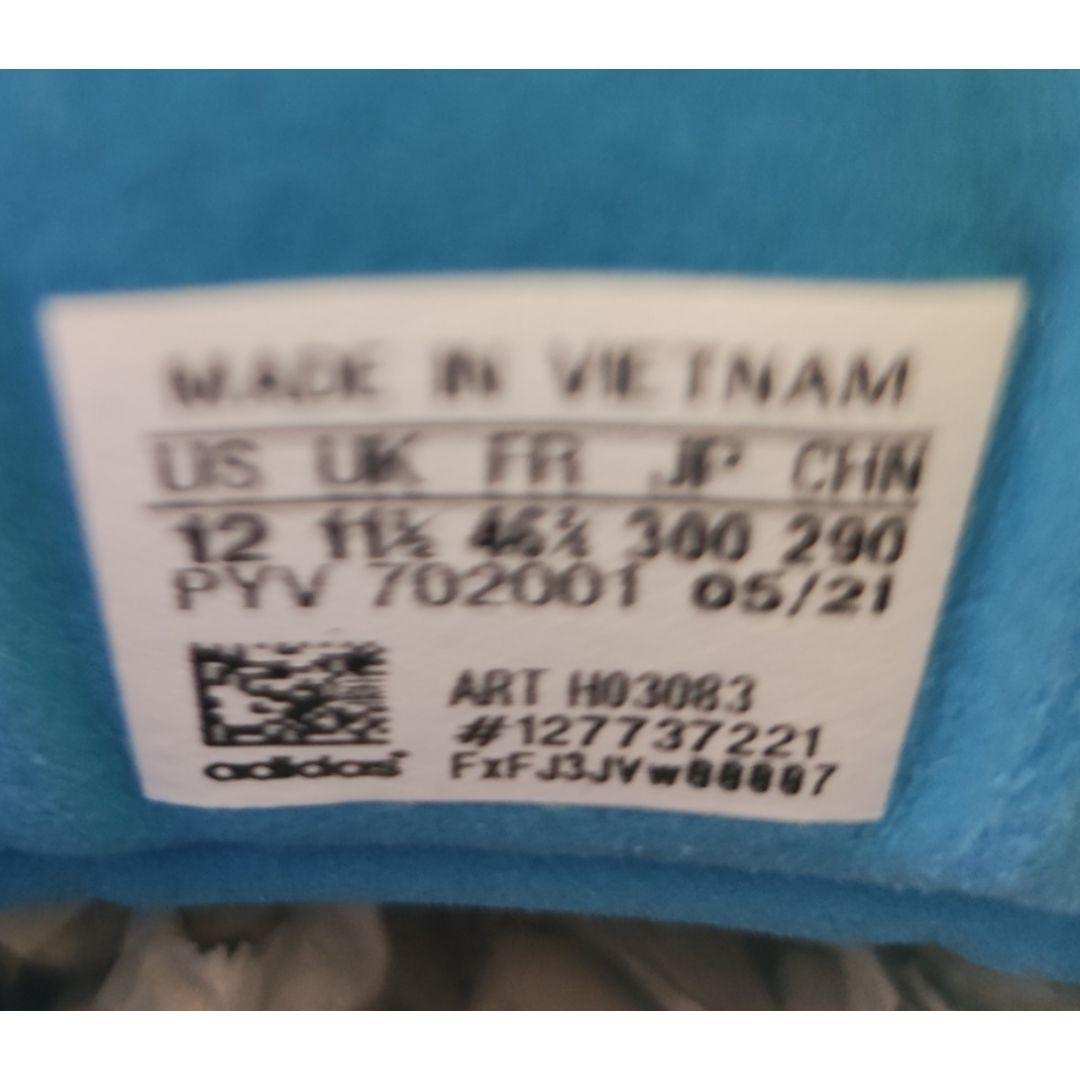 MADE IN VIETNAM
US UK FR JP CHN
12 11½ 46⅔ 300 290
PYV 702001 05/21
ART H03083
#127737221
adidas FxFJ3JVw00007